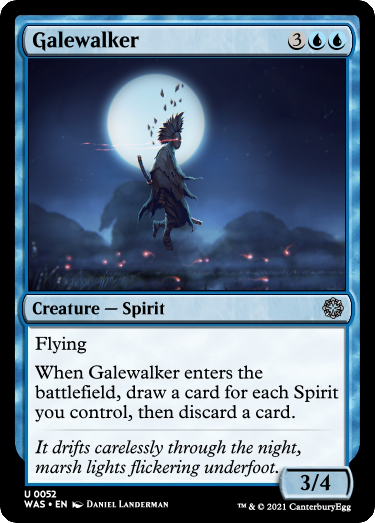 Galewalker 3
Creature — Spirit
Flying
When Galewalker enters the
battlefield, draw a card for each Spirit
you control, then discard a card.
It drifts carelessly through the night,
marsh lights flickering underfoot.
3/4
U 0052
WAS • EN Daniel Landerman
™ & © 2021 CanterburyEgg